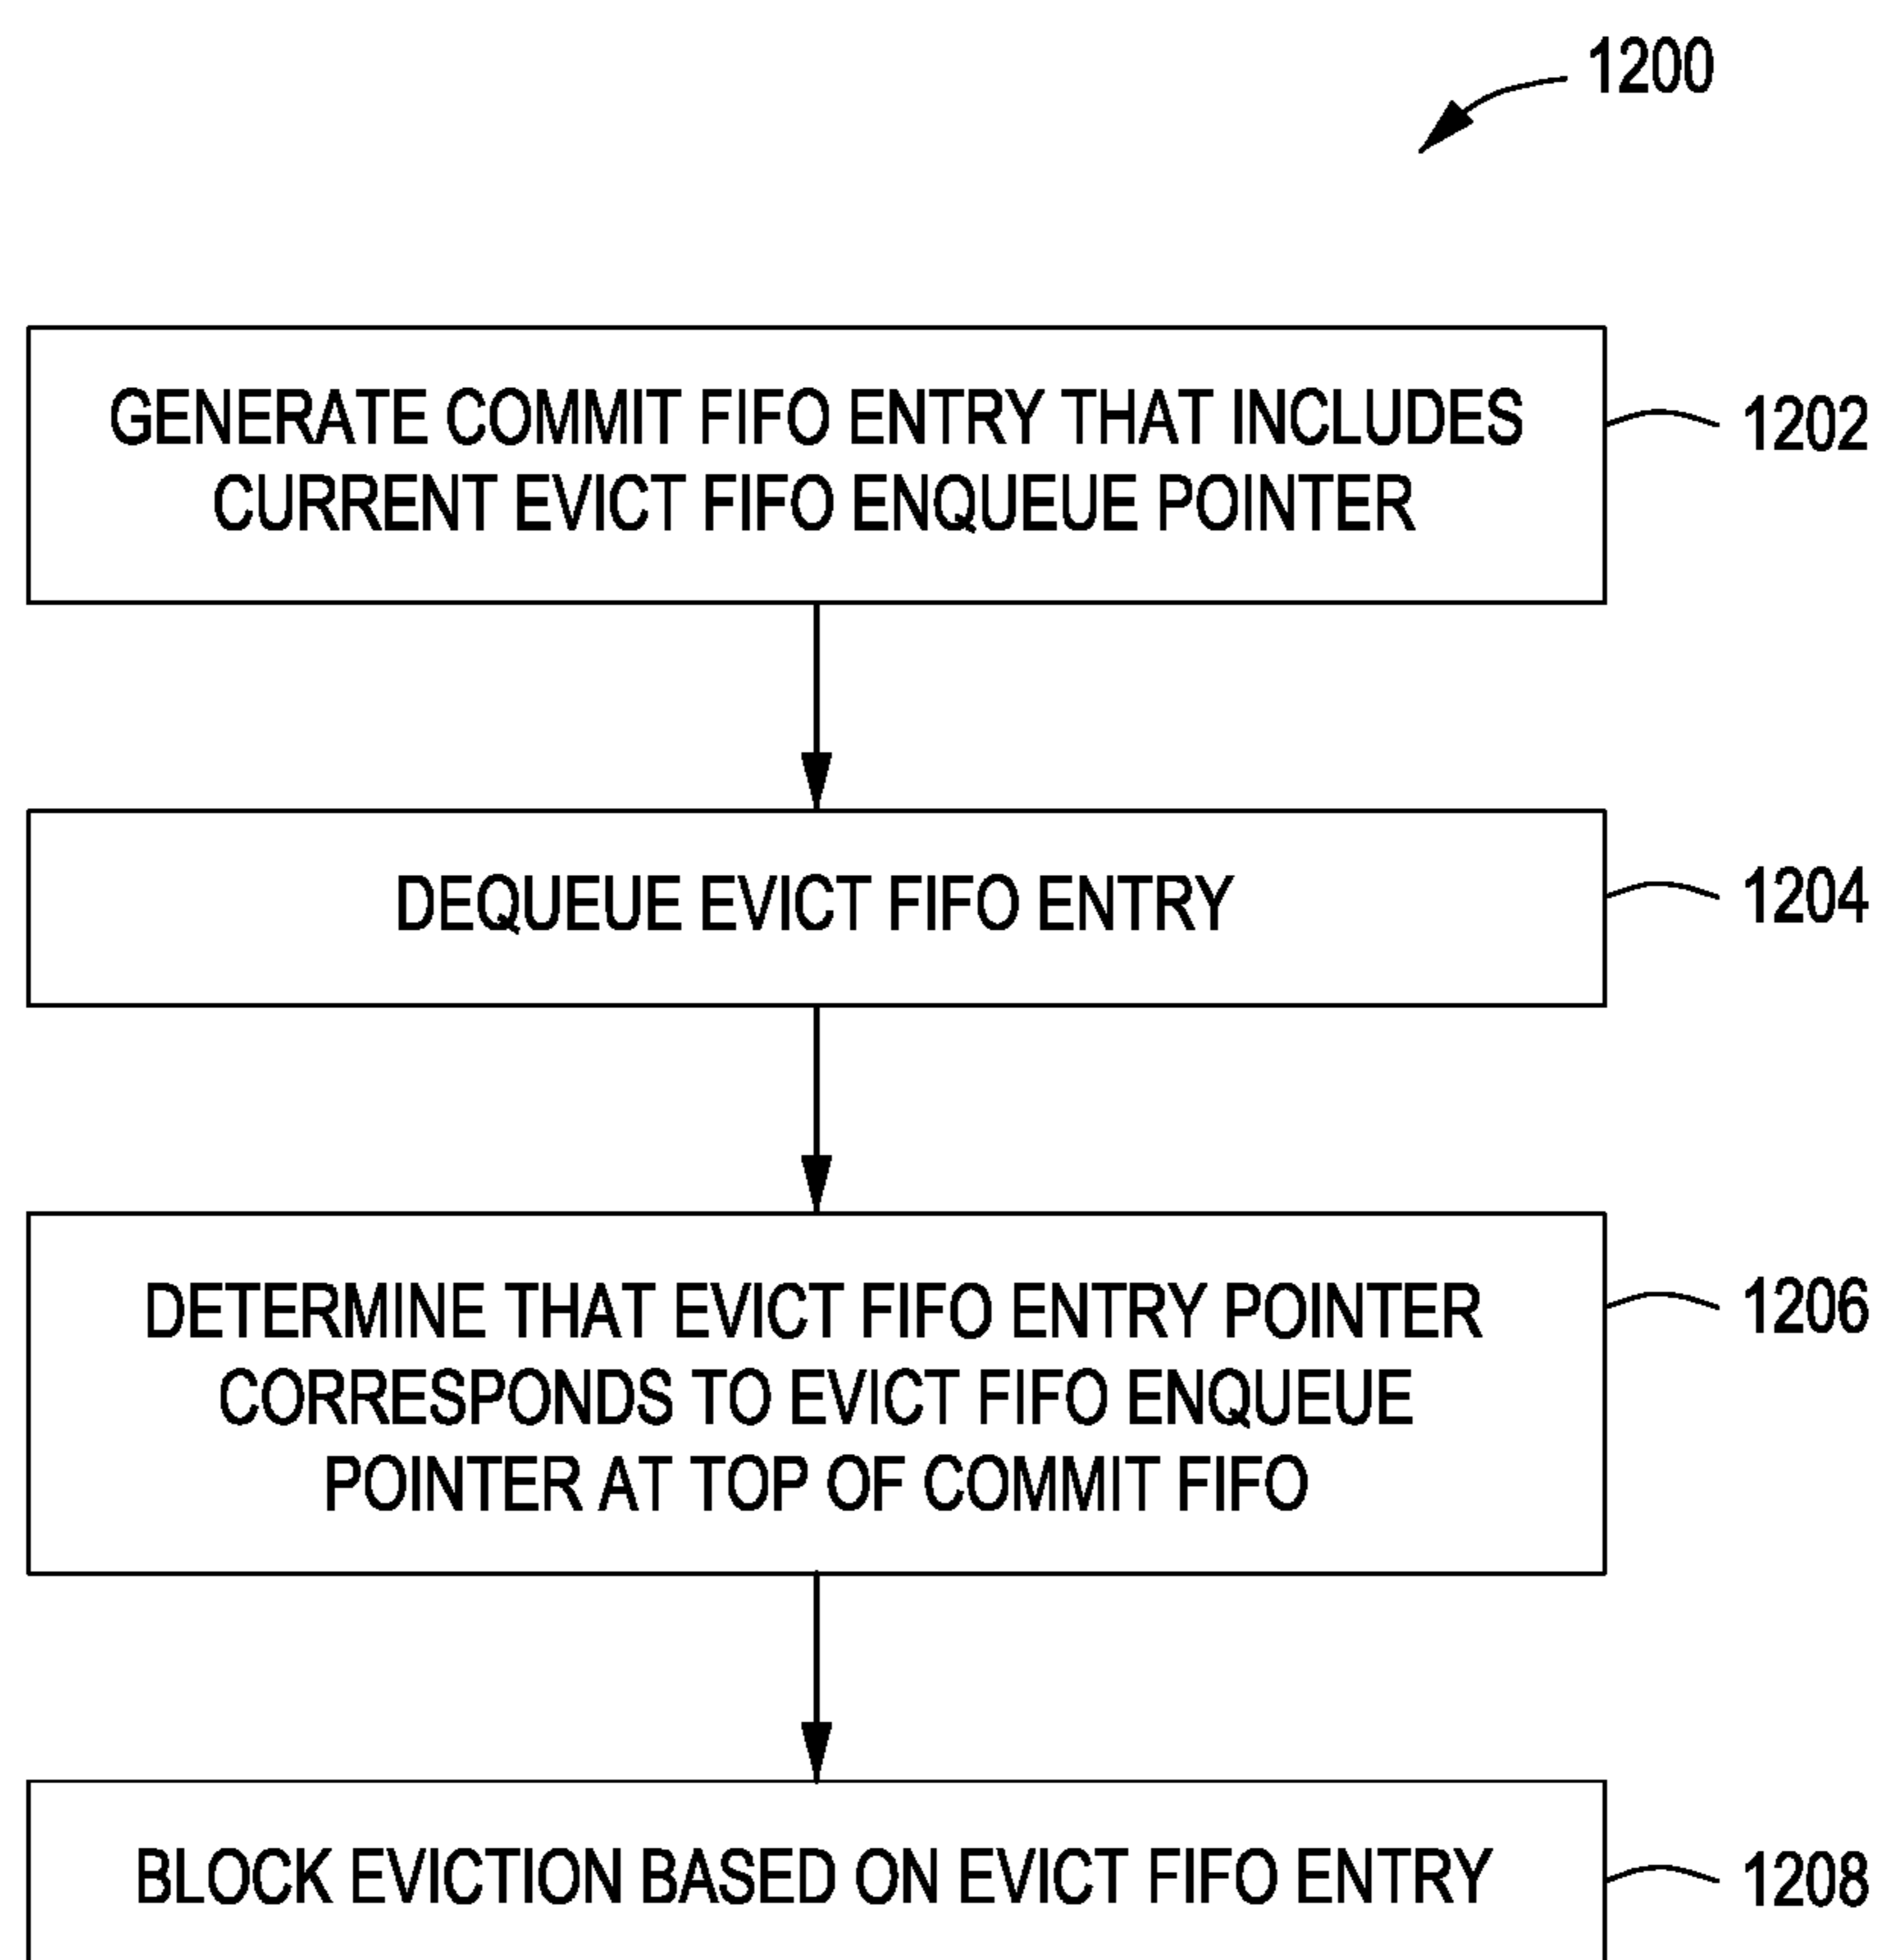 1200
GENERATE COMMIT FIFO ENTRY THAT INCLUDES
CURRENT EVICT FIFO ENQUEUE POINTER
1202
DEQUEUE EVICT FIFO ENTRY
1204
DETERMINE THAT EVICT FIFO ENTRY POINTER
CORRESPONDS TO EVICT FIFO ENQUEUE
POINTER AT TOP OF COMMIT FIFO
1206
BLOCK EVICTION BASED ON EVICT FIFO ENTRY
1208